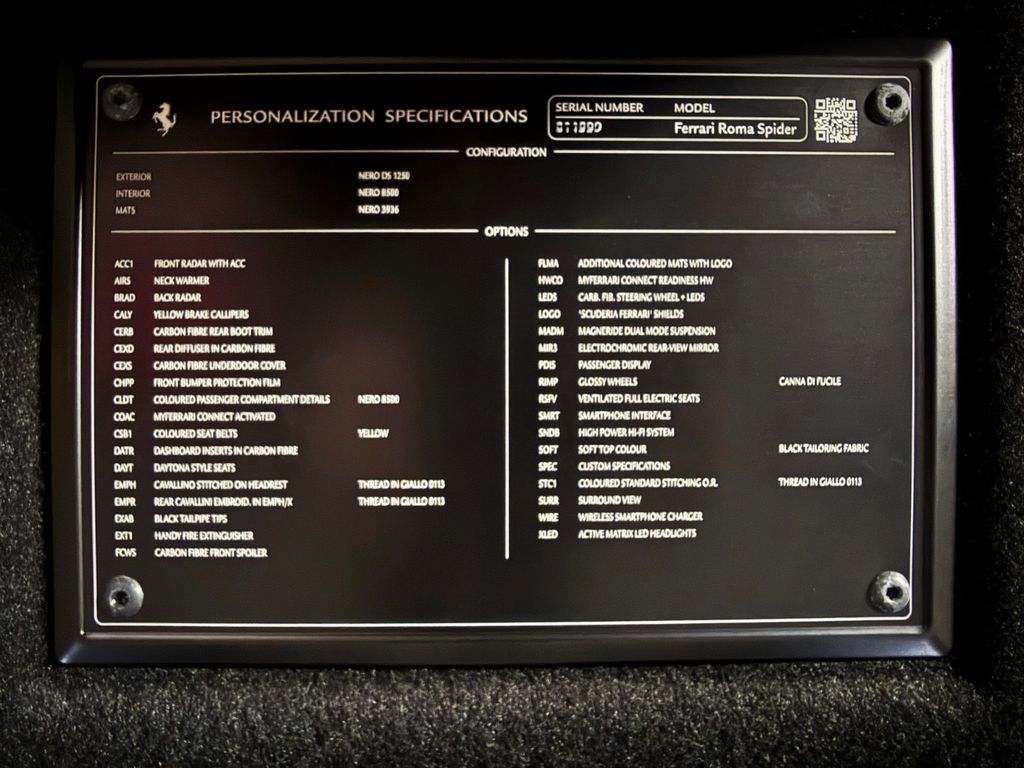 PERSONALIZATION SPECIFICATIONS
SERIAL NUMBER MODEL
Ferrari Roma Spider
CONFIGURATION
EXTERIOR NERO DS 1250
INTERIOR NERO 8500
MATS NERO 3936
OPTIONS
ACC1 FRONT RADAR WITH ACC
AIRS NECK WARMER
BRAD BACK RADAR
CALY YELLOW BRAKE CALLIPERS
CERB CARBON FIBRE REAR BOOT TRIM
CEXD REAR DIFFUSER IN CARBON FIBRE
CEXS CARBON FIBRE UNDERDOOR COVER
CHPP FRONT BUMPER PROTECTION FILM
CLDT COLOURED PASSENGER COMPARTMENT DETAILS NERO 8500
COAC MYFERRARI CONNECT ACTIVATED
CSB1 COLOURED SEAT BELTS YELLOW
DATR DASHBOARD INSERTS IN CARBON FIBRE
DAYT DAYTONA STYLE SEATS
EMPH CAVALLINO STITCHED ON HEADREST THREAD IN GIALLO 0113
EMPR REAR CAVALLINI EMBROID. IN EMPH/X THREAD IN GIALLO 0113
EXAB BLACK TAILPIPE TIPS
EXT1 HANDY FIRE EXTINGUISHER
FCWS CARBON FIBRE FRONT SPOILER
FLMA ADDITIONAL COLOURED MATS WITH LOGO
HWCO MYFERRARI CONNECT READINESS HW
LEDS CARB. FIB. STEERING WHEEL + LEDS
LOGO 'SCUDERIA FERRARI' SHIELDS
MADM MAGNERIDE DUAL MODE SUSPENSION
MIR3 ELECTROCHROMIC REAR-VIEW MIRROR
PDIS PASSENGER DISPLAY
RIMP GLOSSY WHEELS CANNA DI FUCILE
RSFV VENTILATED FULL ELECTRIC SEATS
SMRT SMARTPHONE INTERFACE
SNDB HIGH POWER HI-FI SYSTEM
SOFT SOFT TOP COLOUR BLACK TAILORING FABRIC
SPEC CUSTOM SPECIFICATIONS
STC1 COLOURED STANDARD STITCHING O.R. THREAD IN GIALLO 0113
SURR SURROUND VIEW
WIRE WIRELESS SMARTPHONE CHARGER
XLED ACTIVE MATRIX LED HEADLIGHTS